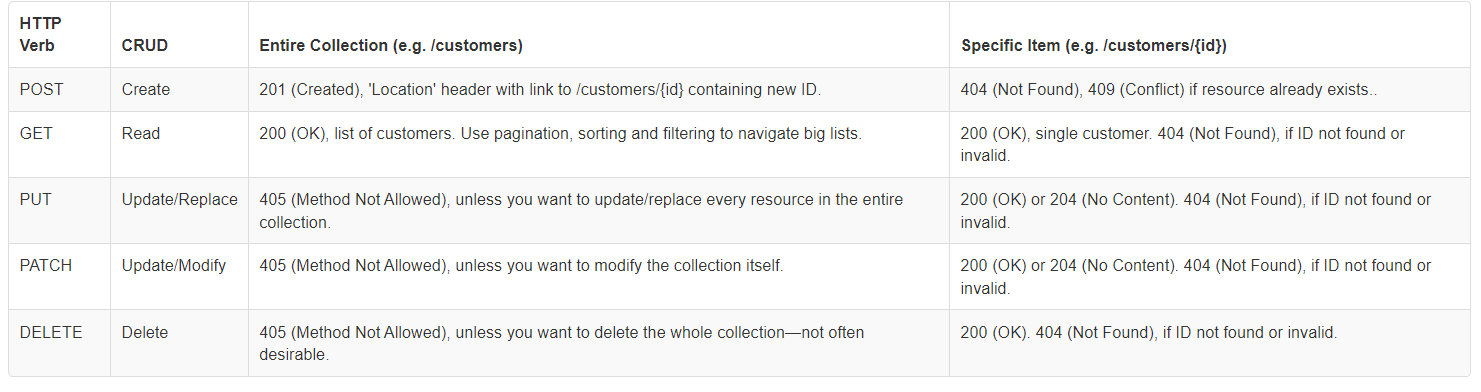 HTTP
Verb
CRUD
Entire Collection (e.g. /customers)
Specific Item (e.g. /customers/{id})
POST
Create
201 (Created), 'Location' header with link to /customers/{id} containing new ID.
404 (Not Found), 409 (Conflict) if resource already exists..
GET
Read
200 (OK), list of customers. Use pagination, sorting and filtering to navigate big lists.
200 (OK), single customer. 404 (Not Found), if ID not found or
invalid.
PUT
Update/Replace
405 (Method Not Allowed), unless you want to update/replace every resource in the entire
collection.
200 (OK) or 204 (No Content). 404 (Not Found), if ID not found or
invalid.
PATCH
Update/Modify
405 (Method Not Allowed), unless you want to modify the collection itself.
200 (OK) or 204 (No Content). 404 (Not Found), if ID not found or
invalid.
DELETE
Delete
405 (Method Not Allowed), unless you want to delete the whole collection—not often
desirable.
200 (OK). 404 (Not Found), if ID not found or invalid.